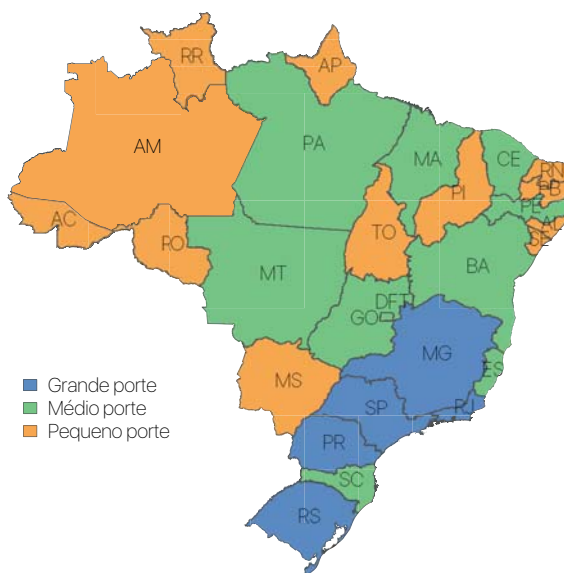 RR
AP
AM
PA
MA
CE
RN
PB
PI
PE
AC
AL
TO
SE
RO
BA
MT
DFT
GO
MG
ES
MS
Grande porte
SP
RJ
Médio porte
Pequeno porte
PR
SC
RS